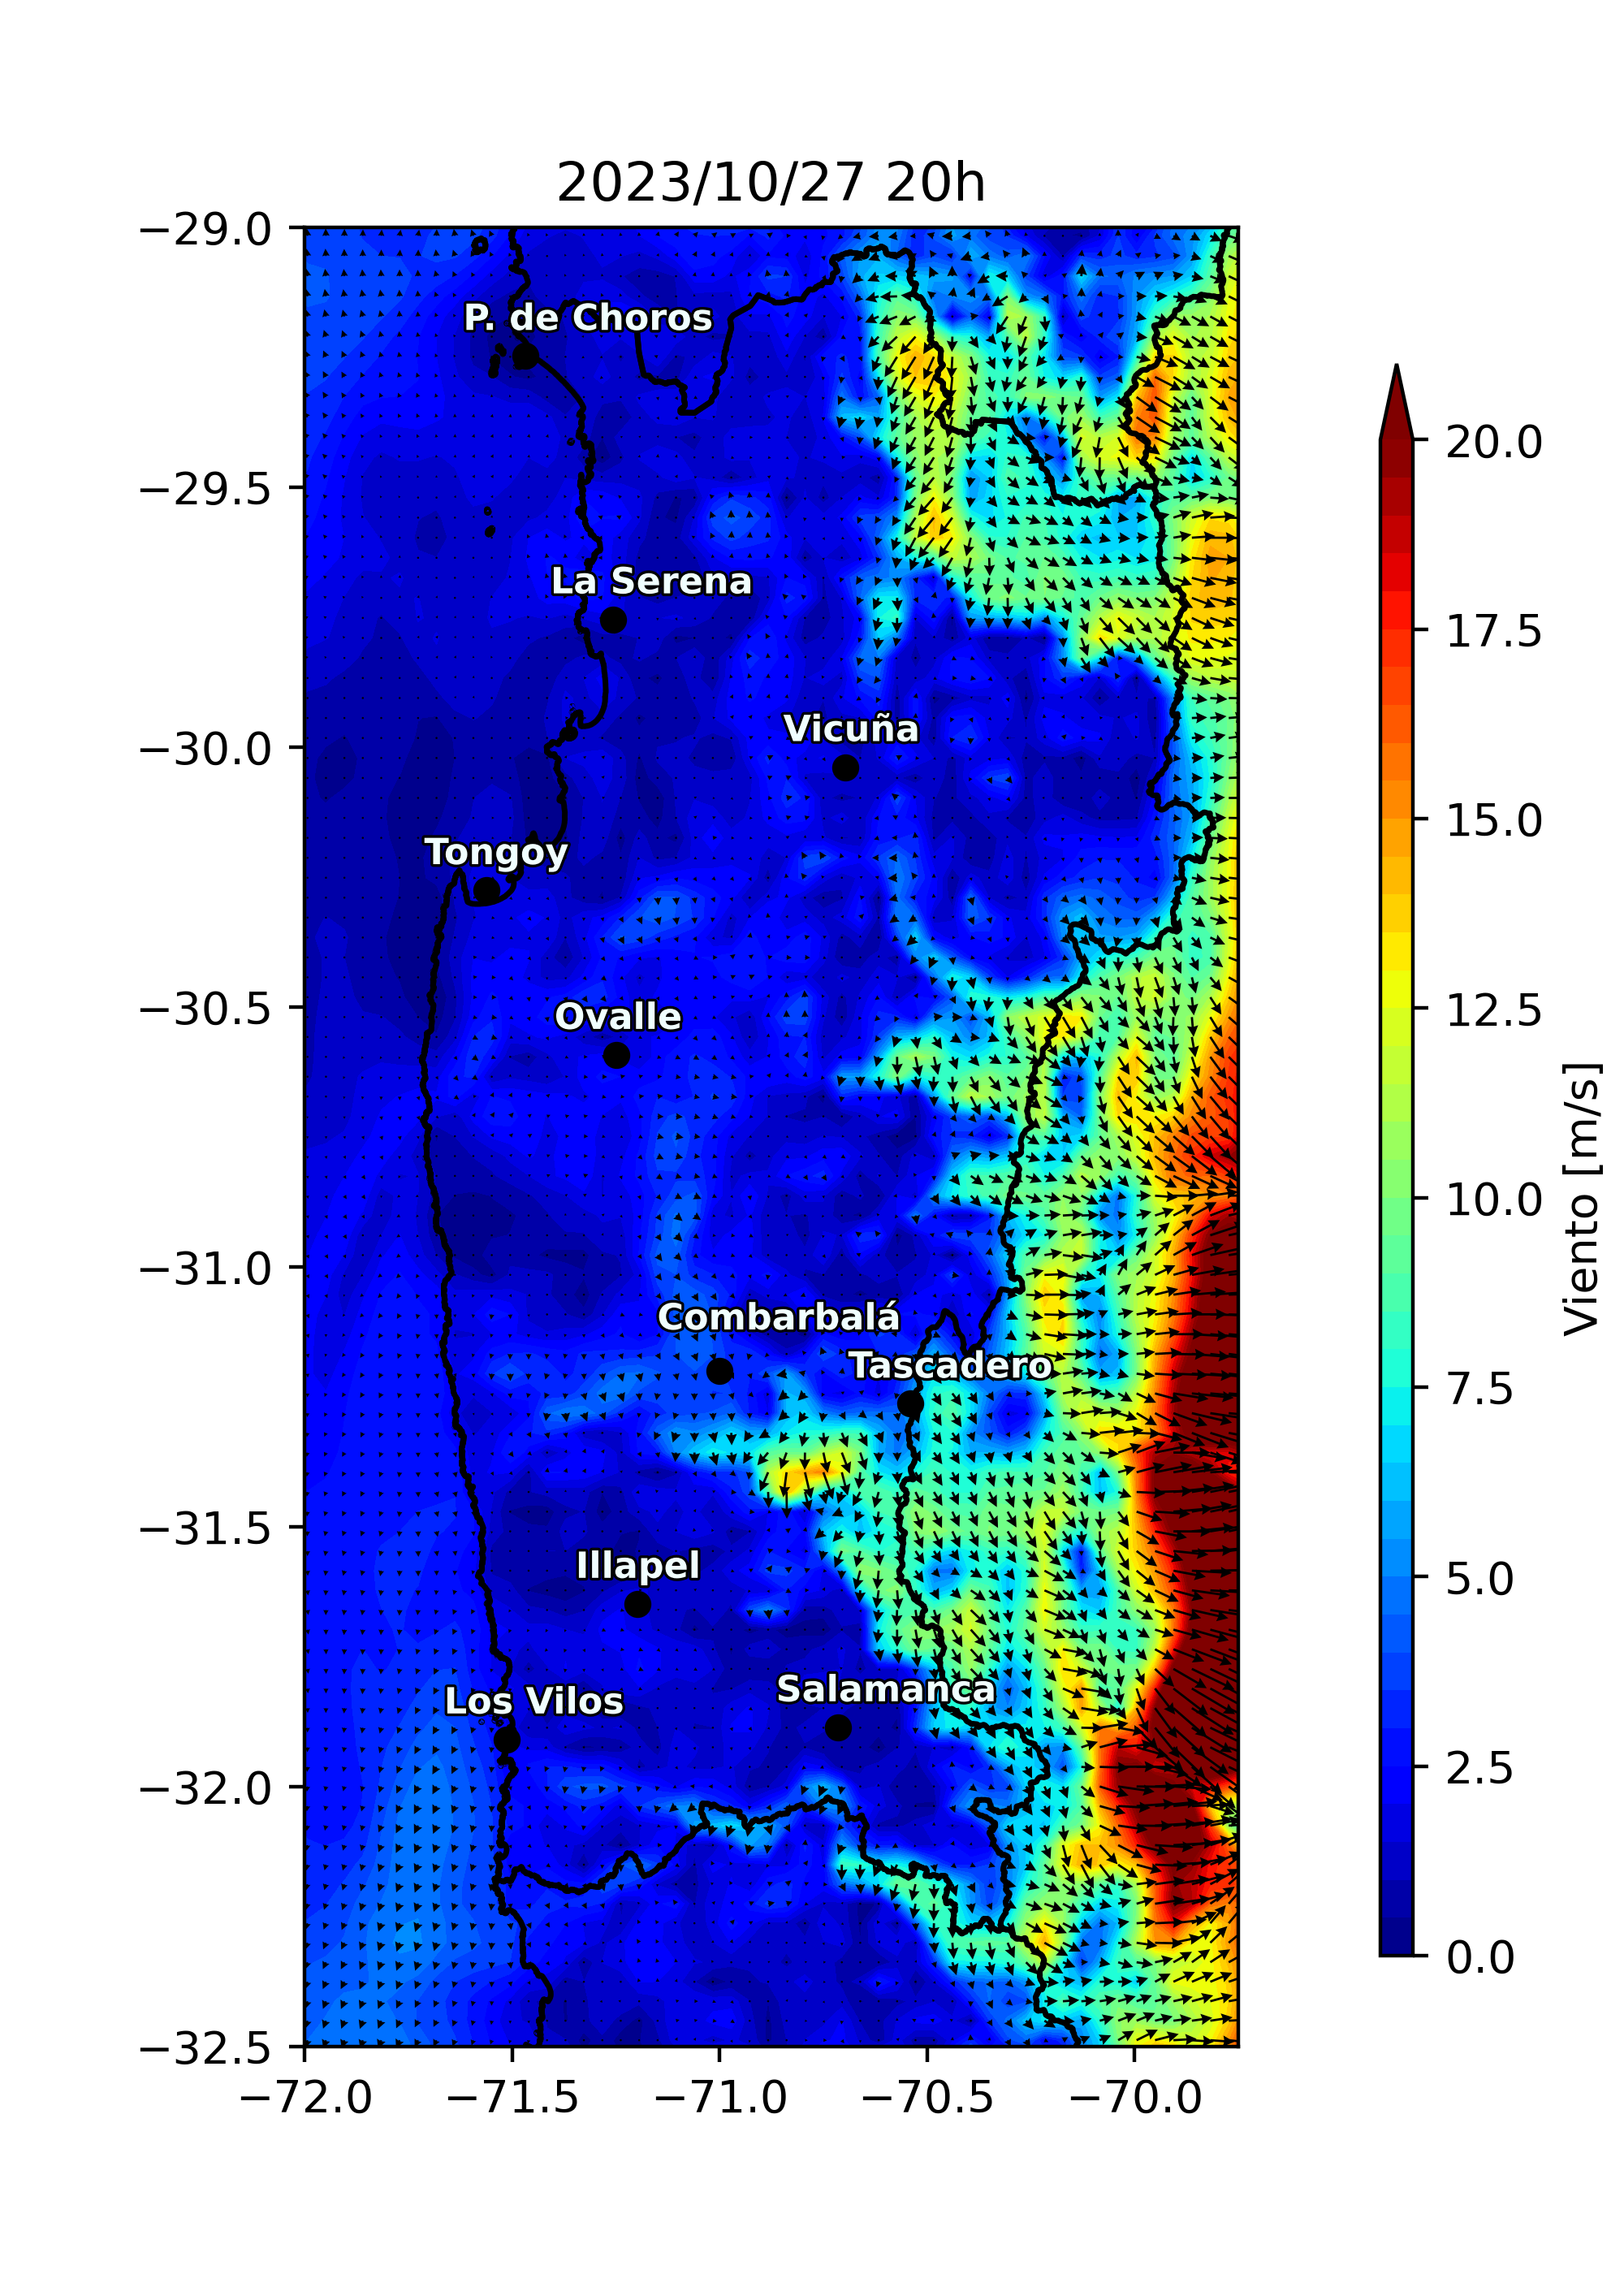 2023/10/27 20h
−29.0
−29.5
−30.0
−30.5
−31.0
−31.5
−32.0
−32.5
−72.0
−71.5
−71.0
−70.5
−70.0
P. de Choros
La Serena
Vicuña
Tongoy
Ovalle
Combarbalá
Tascadero
Illapel
Salamanca
Los Vilos
20.0
17.5
15.0
12.5
10.0
7.5
5.0
2.5
0.0
Viento [m/s]